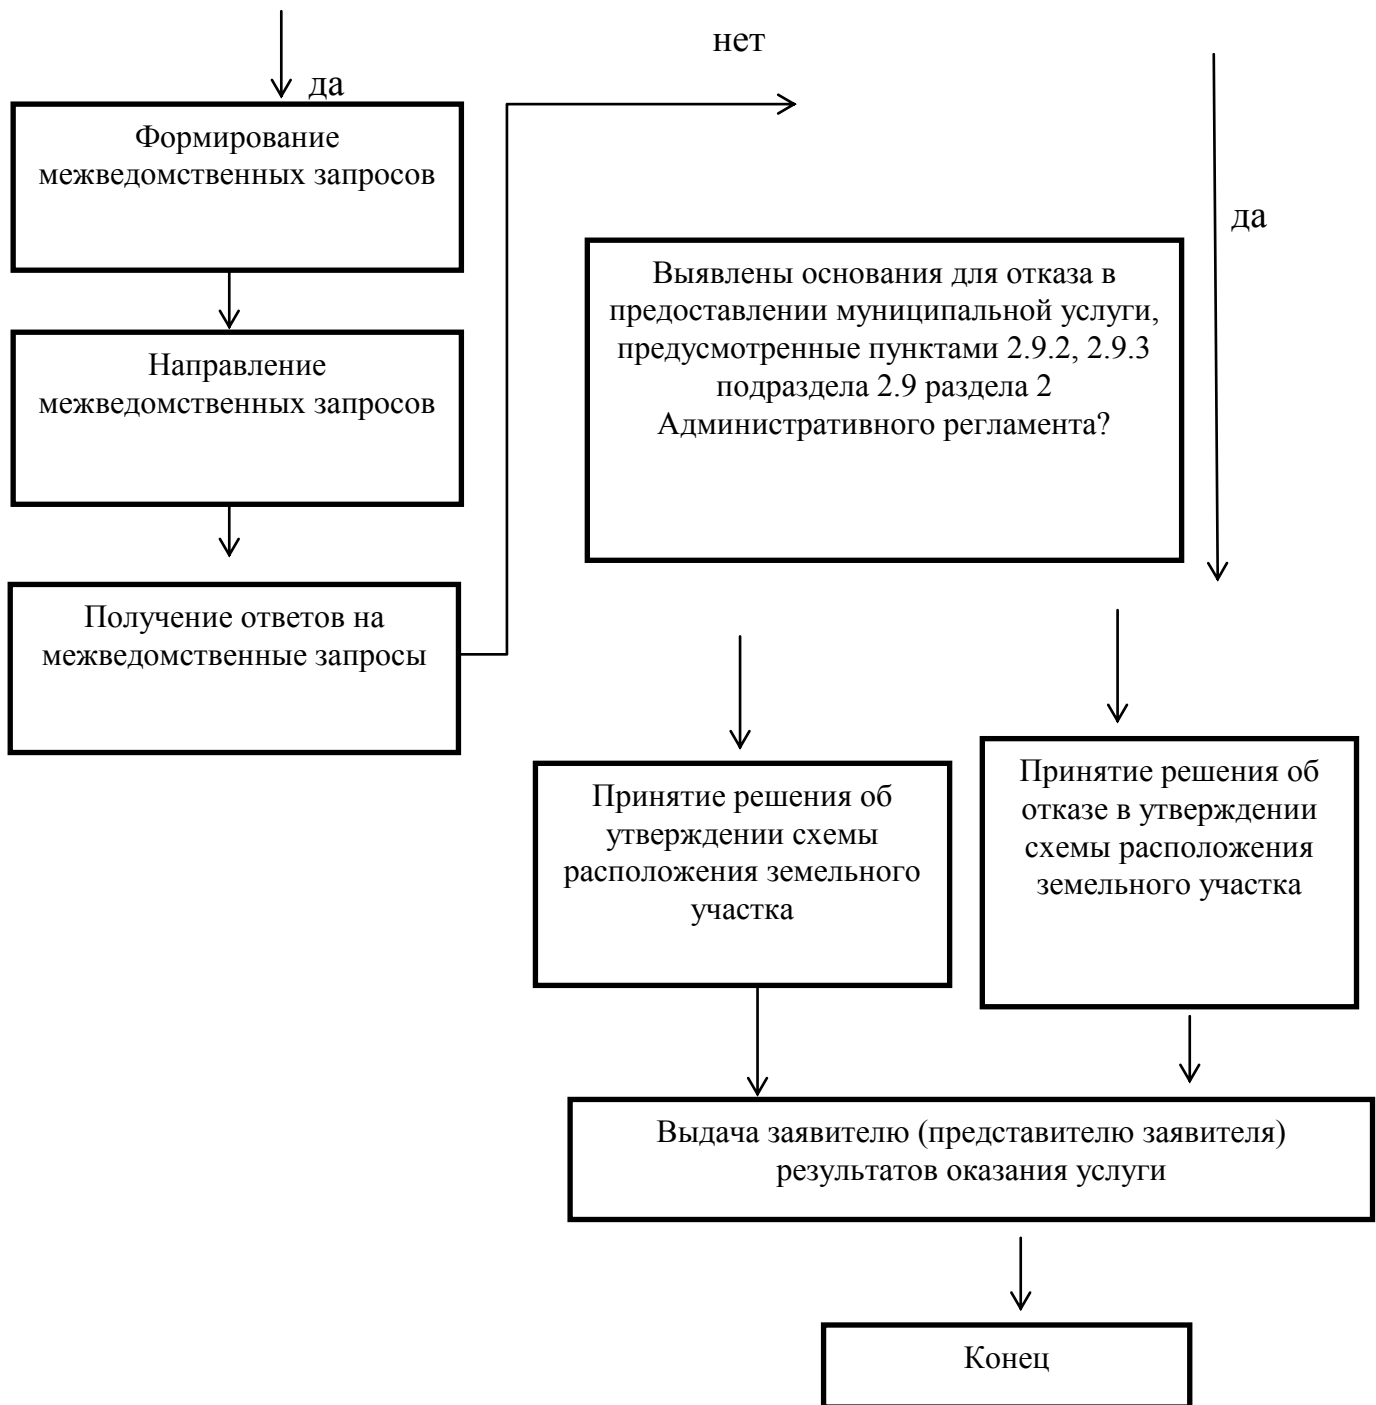 нет
да
Формирование
межведомственных запросов
да
Выявлены основания для отказа в
предоставлении муниципальной услуги,
предусмотренные пунктами 2.9.2, 2.9.3
подраздела 2.9 раздела 2
Административного регламента?
Направление
межведомственных запросов
Получение ответов на
межведомственные запросы
Принятие решения об
утверждении схемы
расположения земельного
участка
Принятие решения об
отказе в утверждении
схемы расположения
земельного участка
Выдача заявителю (представителю заявителя)
результатов оказания услуги
Конец